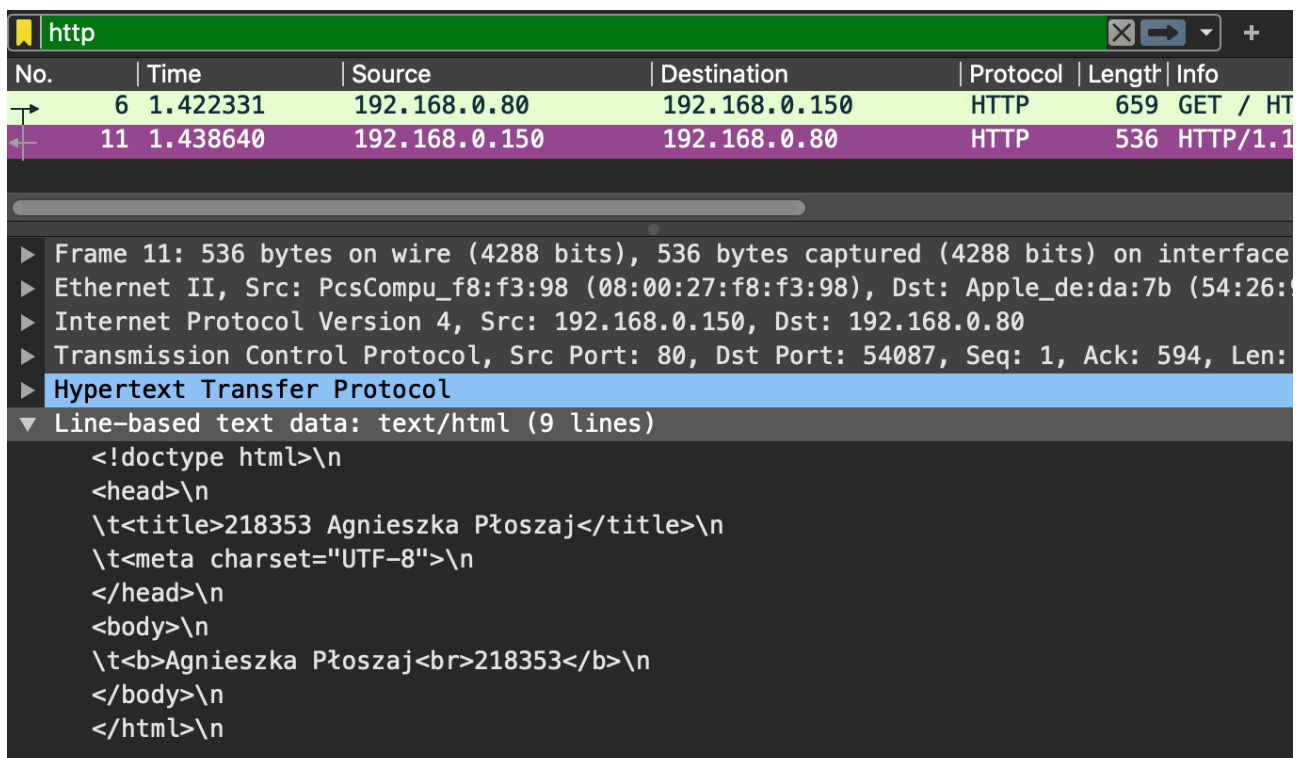 http
No. Time Source Destination Protocol Length Info
6 1.422331 192.168.0.80 192.168.0.150 HTTP 659 GET / HT
11 1.438640 192.168.0.150 192.168.0.80 HTTP 536 HTTP/1.1
Frame 11: 536 bytes on wire (4288 bits), 536 bytes captured (4288 bits) on interface
Ethernet II, Src: PcsCompu_f8:f3:98 (08:00:27:f8:f3:98), Dst: Apple_de:da:7b (54:26:9
Internet Protocol Version 4, Src: 192.168.0.150, Dst: 192.168.0.80
Transmission Control Protocol, Src Port: 80, Dst Port: 54087, Seq: 1, Ack: 594, Len:
Hypertext Transfer Protocol
Line-based text data: text/html (9 lines)
<!doctype html>\n
<head>\n
\t<title>218353 Agnieszka Płoszaj</title>\n
\t<meta charset="UTF-8">\n
</head>\n
<body>\n
\t<b>Agnieszka Płoszaj<br>218353</b>\n
</body>\n
</html>\n